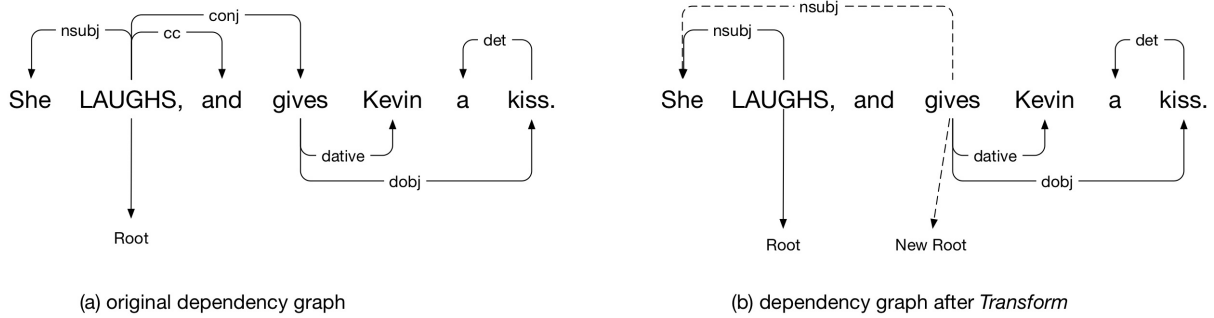 conj
nsubj
cc
det
She LAUGHS, and gives Kevin a kiss.
dative
dobj
Root
(a) original dependency graph
nsubj
nsubj
det
She LAUGHS, and gives Kevin a kiss.
dative
dobj
Root
New Root
(b) dependency graph after Transform